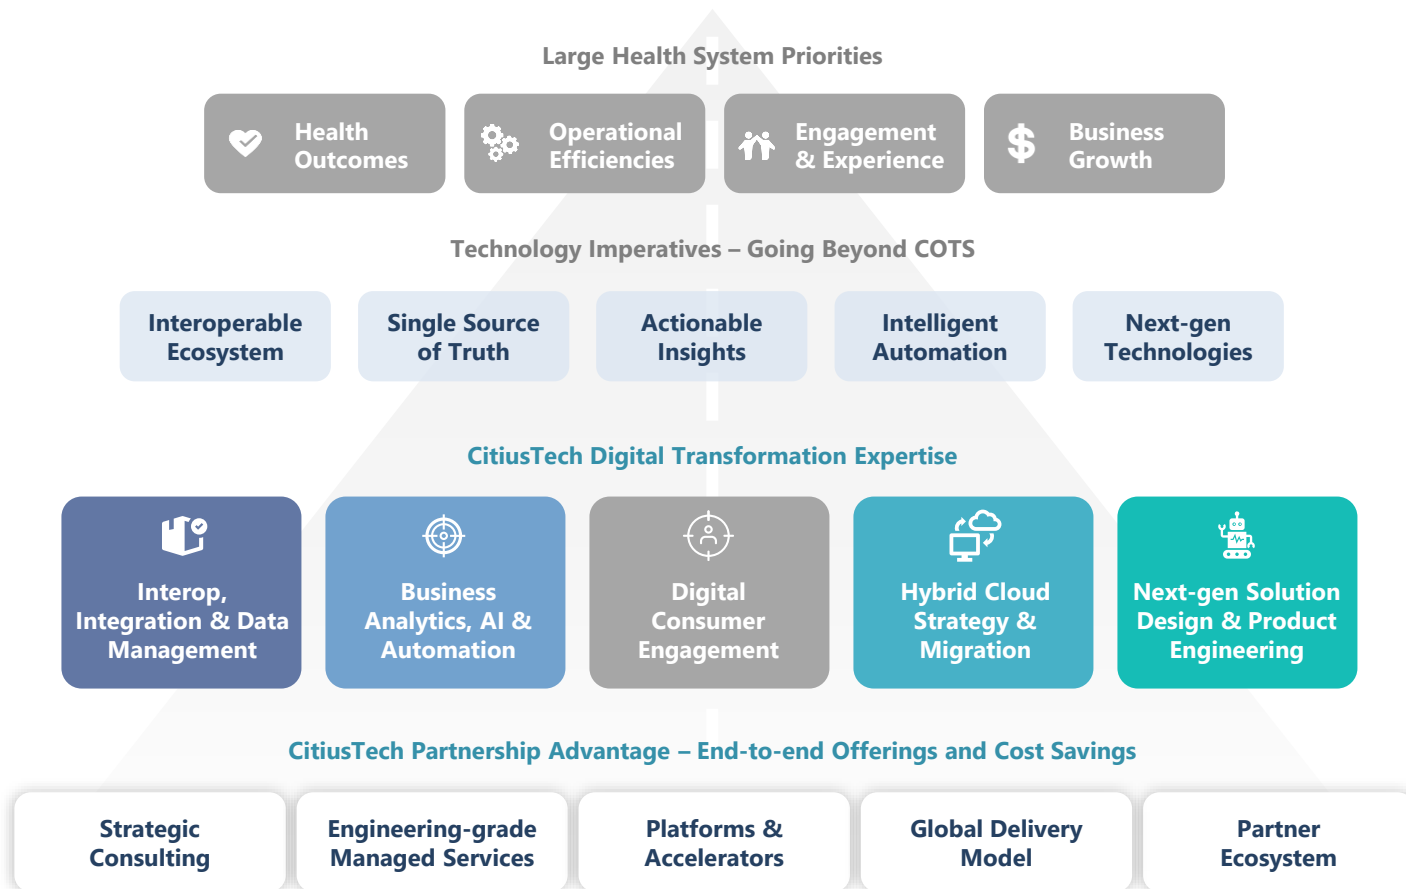 Large Health System Priorities
Health
Outcomes
Operational
Efficiencies
Engagement
& Experience
Business
Growth
Technology Imperatives – Going Beyond COTS
Interoperable
Ecosystem
Single Source
of Truth
Actionable
Insights
Intelligent
Automation
Next-gen
Technologies
CitiusTech Digital Transformation Expertise
Interop,
Integration & Data
Management
Business
Analytics, AI &
Automation
Digital
Consumer
Engagement
Hybrid Cloud
Strategy &
Migration
Next-gen Solution
Design & Product
Engineering
CitiusTech Partnership Advantage – End-to-end Offerings and Cost Savings
Strategic
Consulting
Engineering-grade
Managed Services
Platforms &
Accelerators
Global Delivery
Model
Partner
Ecosystem